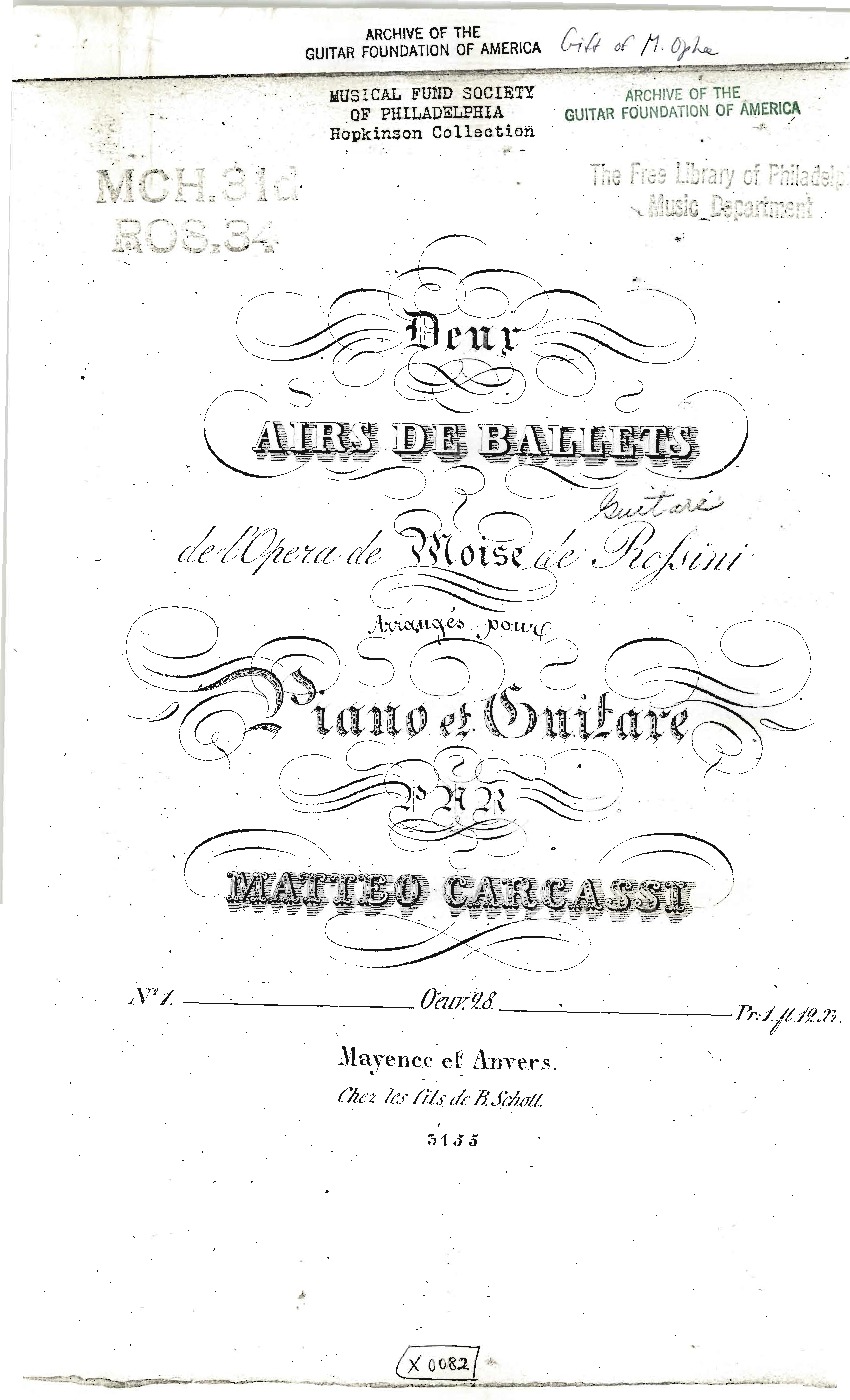 ARCHIVE OF THE
GUITAR FOUNDATION OF AMERICA
Gift of M. Ophee
MUSICAL FUND SOCIETY
OF PHILADELPHIA
Hopkinson Collection
ARCHIVE OF THE
GUITAR FOUNDATION OF AMERICA
MCH.31d
ROS.34
The Free Library of Philadelp
Music Department
Deux
AIRS DE BALLETS
Guitare
de l'Opera de Moise de Rossini
Arrangés pour
Piano et Guitare
PAR
MATTEO CARCASSI
Nº 1. Oeuv: 28. Pr: 1 fl. 12 Xr.
Mayence et Anvers.
Chez les fils de B. Schott.
3155
X 0082